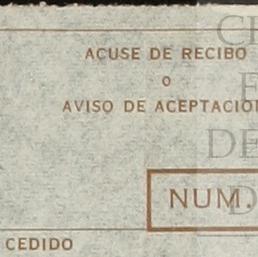 ACUSE DE RECIBO
O
AVISO DE ACEPTACION
NUM.
CEDIDO